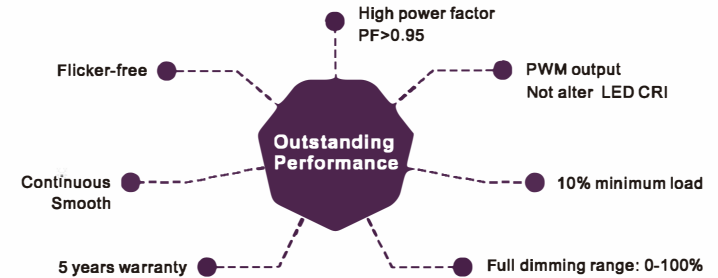 High power factor
PF>0.95
Flicker-free
PWM output
Not alter LED CRI
Outstanding
Performance
Continuous
Smooth
10% minimum load
5 years warranty
Full dimming range: 0-100%